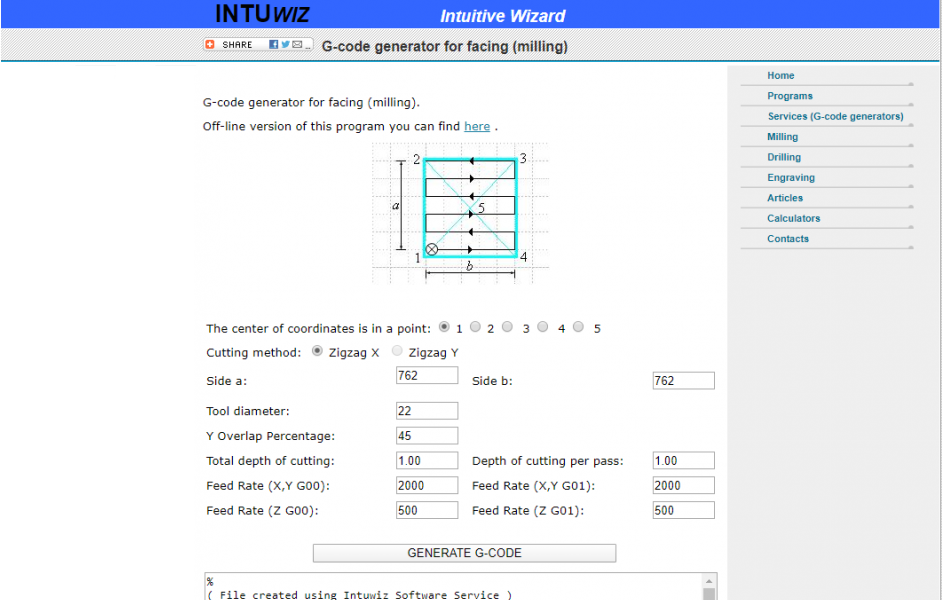 INTUWIZ Intuitive Wizard
SHARE G-code generator for facing (milling)
Home
Programs
Services (G-code generators)
Milling
Drilling
Engraving
Articles
Calculators
Contacts
G-code generator for facing (milling).
Off-line version of this program you can find here .
2 3
a 5
1 4
b
The center of coordinates is in a point: 1 2 3 4 5
Cutting method: Zigzag X Zigzag Y
Side a: 762 Side b: 762
Tool diameter: 22
Y Overlap Percentage: 45
Total depth of cutting: 1.00 Depth of cutting per pass: 1.00
Feed Rate (X,Y G00): 2000 Feed Rate (X,Y G01): 2000
Feed Rate (Z G00): 500 Feed Rate (Z G01): 500
GENERATE G-CODE
%
( File created using Intuwiz Software Service )